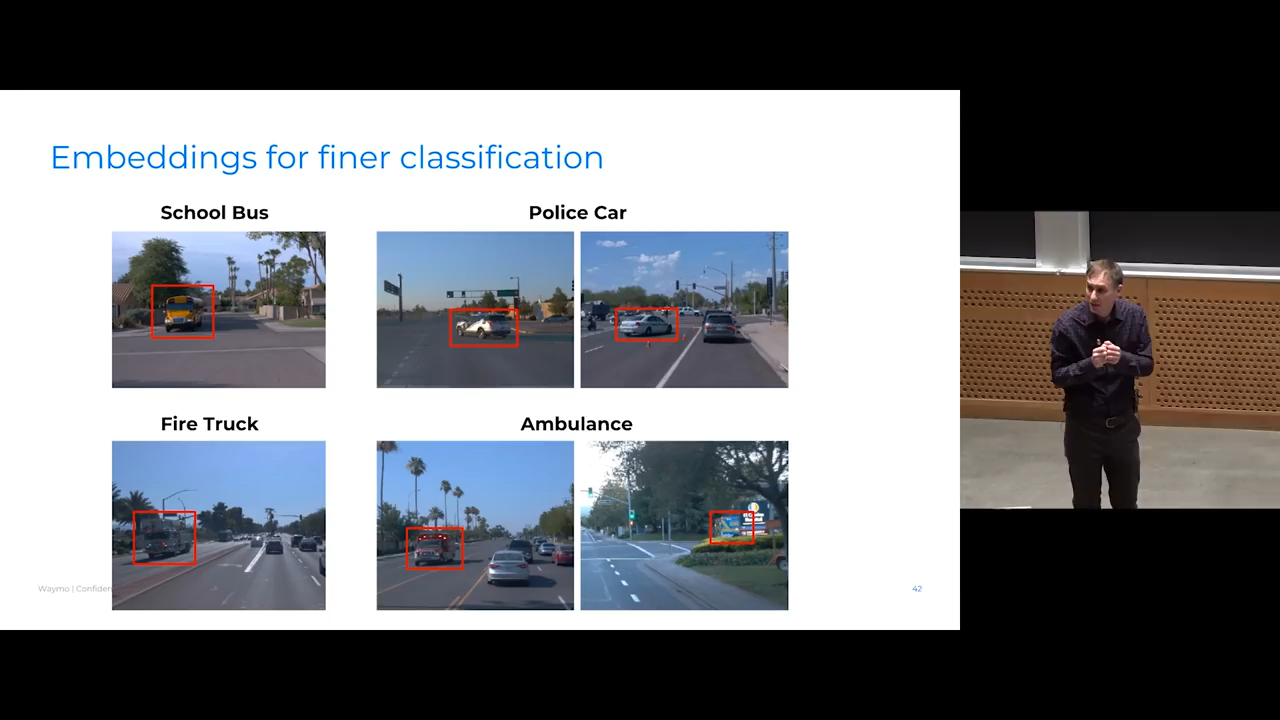 Embeddings for finer classification
School Bus
Police Car
Fire Truck
Ambulance
Waymo | Confiden
42